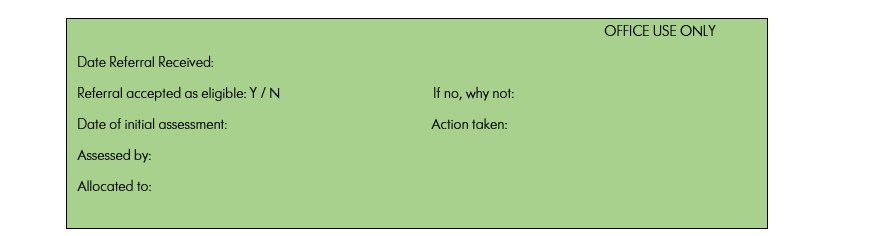 OFFICE USE ONLY
Date Referral Received:
Referral accepted as eligible: Y / N If no, why not:
Date of initial assessment: Action taken:
Assessed by:
Allocated to: